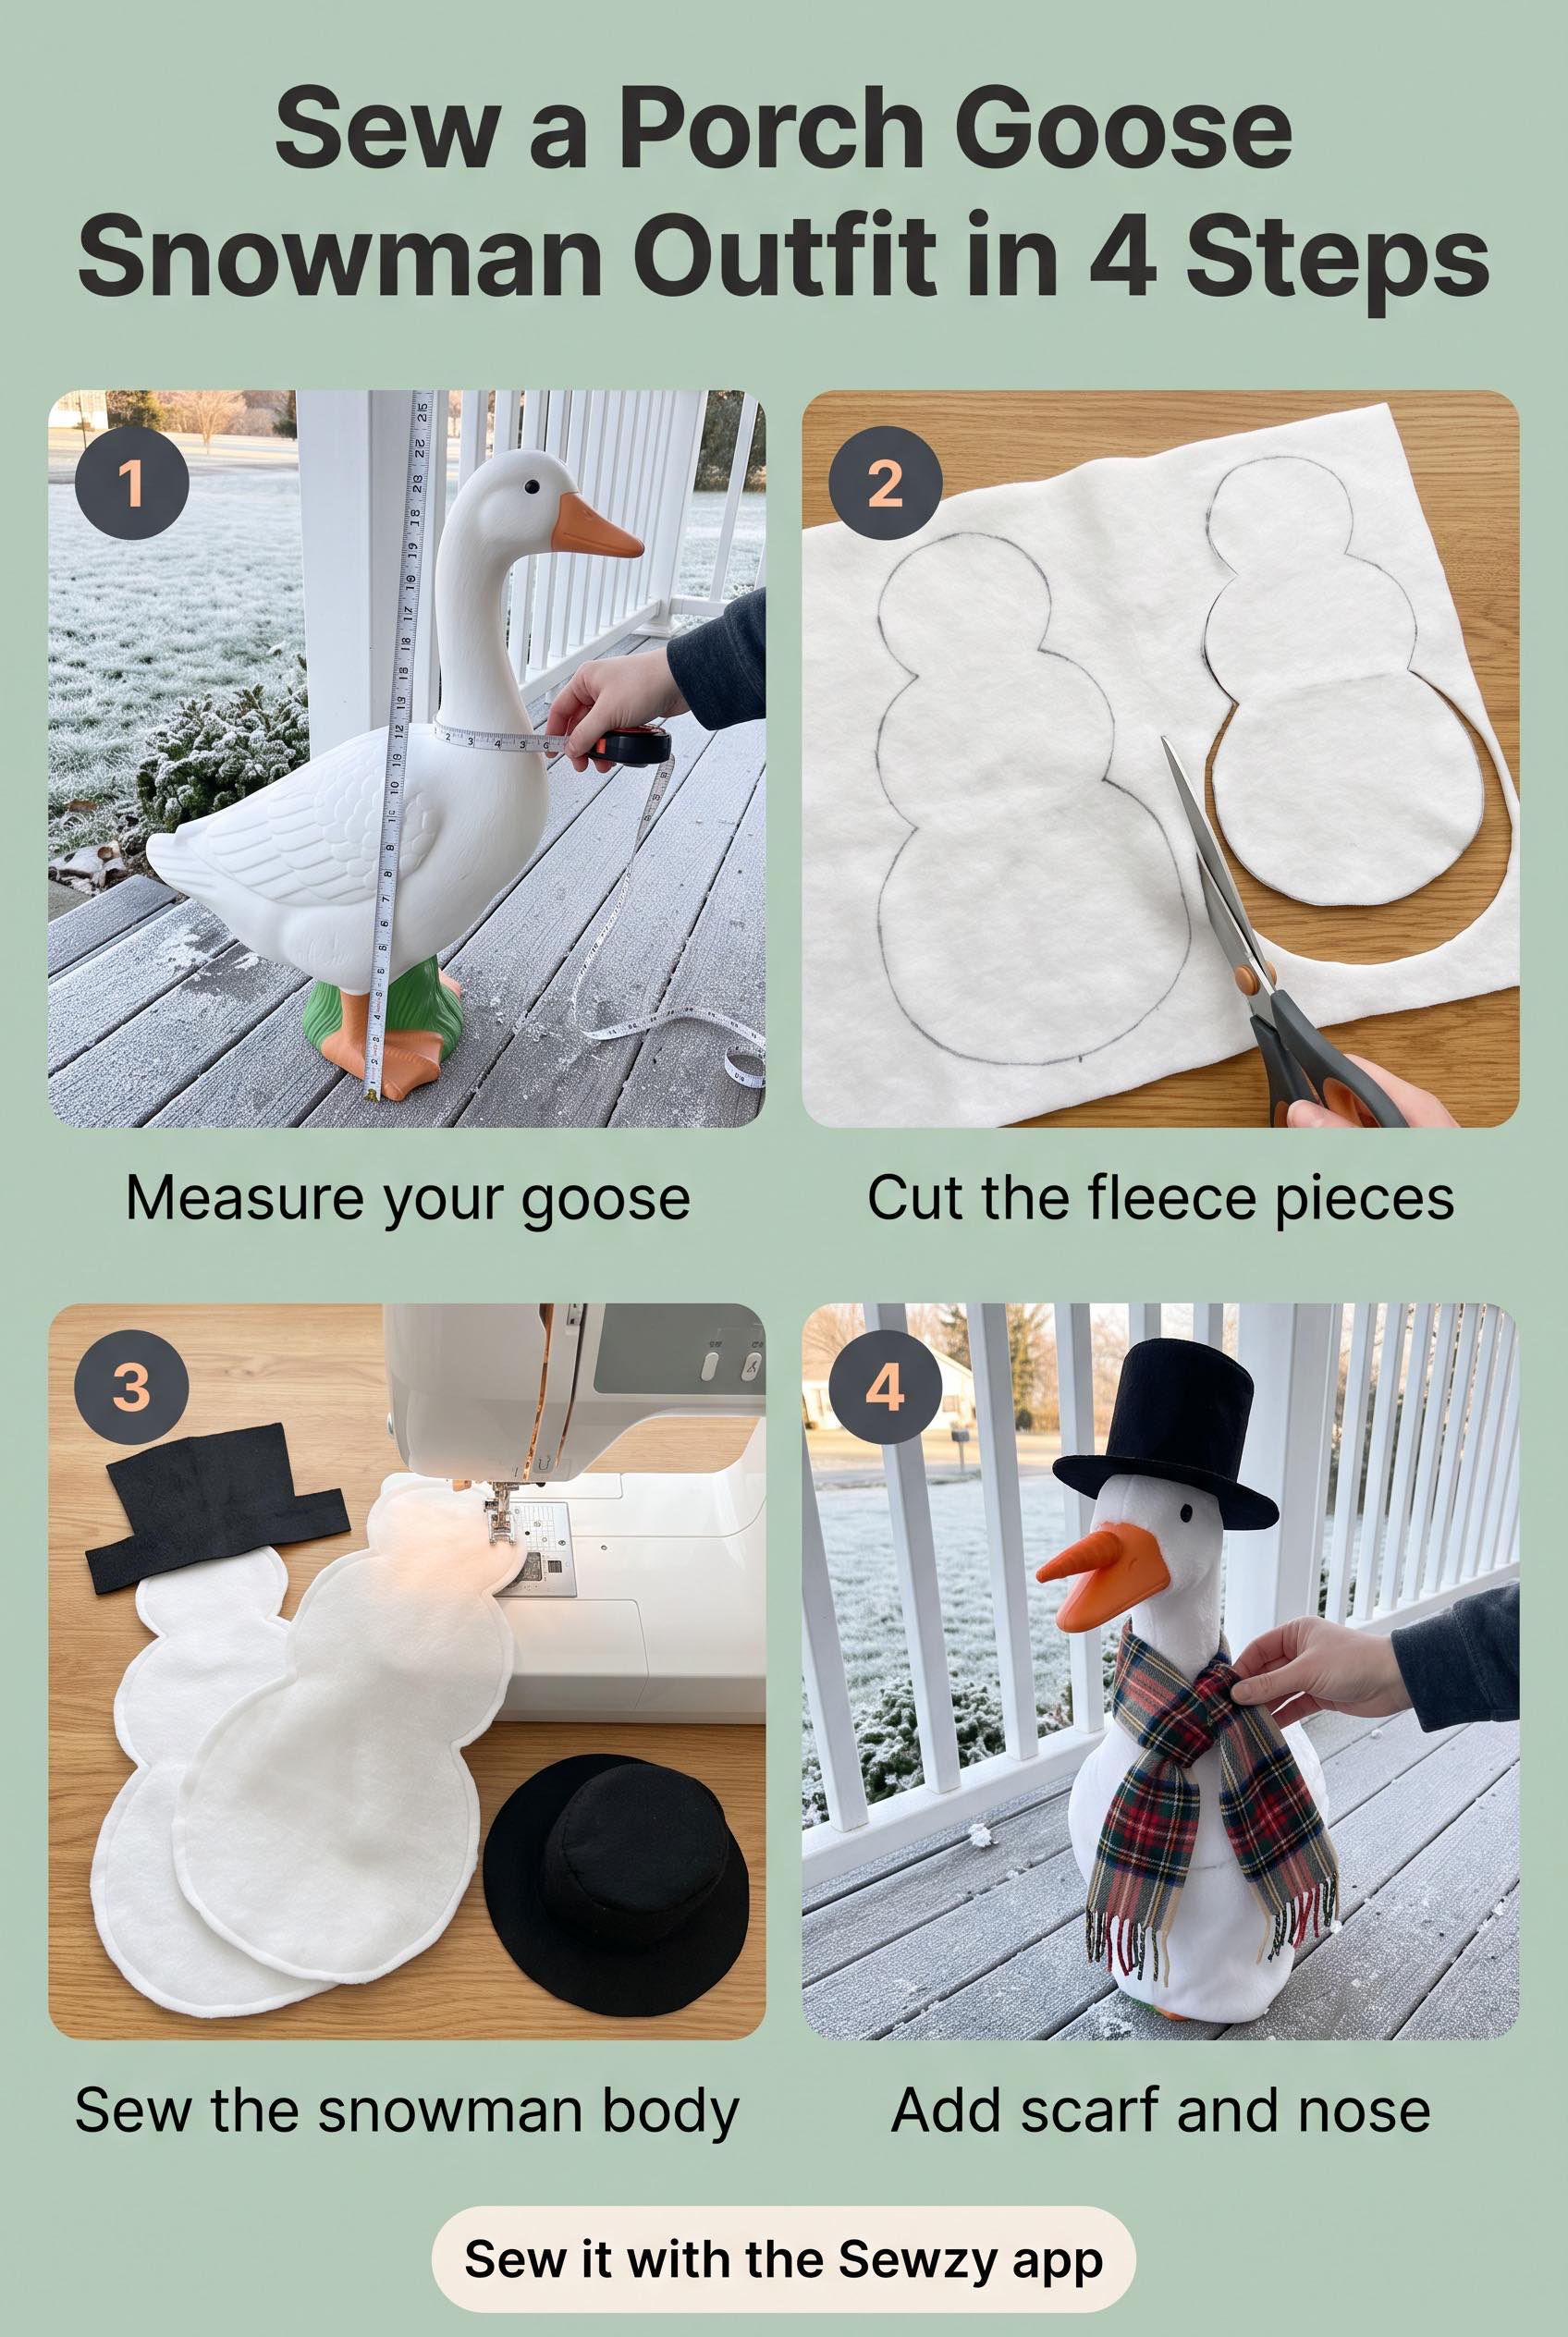 Sew a Porch Goose
Snowman Outfit in 4 Steps
1
2
Measure your goose
Cut the fleece pieces
3
4
Sew the snowman body
Add scarf and nose
Sew it with the Sewzy app